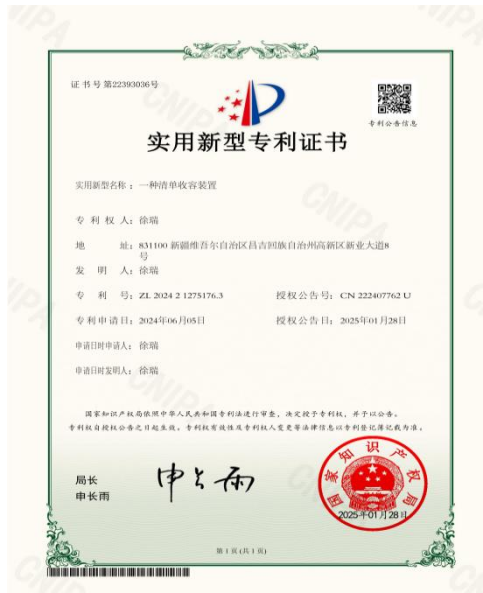 证书号第22393036号
专利公告信息
实用新型专利证书
实用新型名称：一种清单收容装置
专利权人：徐瑞
地址：831100 新疆维吾尔自治区昌吉回族自治州高新区新业大道8
号
发明人：徐瑞
专利号：ZL 2024 2 1275176.3 授权公告号：CN 222407762 U
专利申请日：2024年06月05日 授权公告日：2025年01月28日
申请日时申请人：徐瑞
申请日时发明人：徐瑞
国家知识产权局依照中华人民共和国专利法进行审查，决定授予专利权，并予以公告。
专利权自授权公告之日起生效。专利权有效性及专利权人变更等法律信息以专利登记簿记载为准。
局长
申长雨
申长雨
国家知识产权局
2025年01月28日
第1页(共1页)
CNIPA
CNIPA
CNIPA